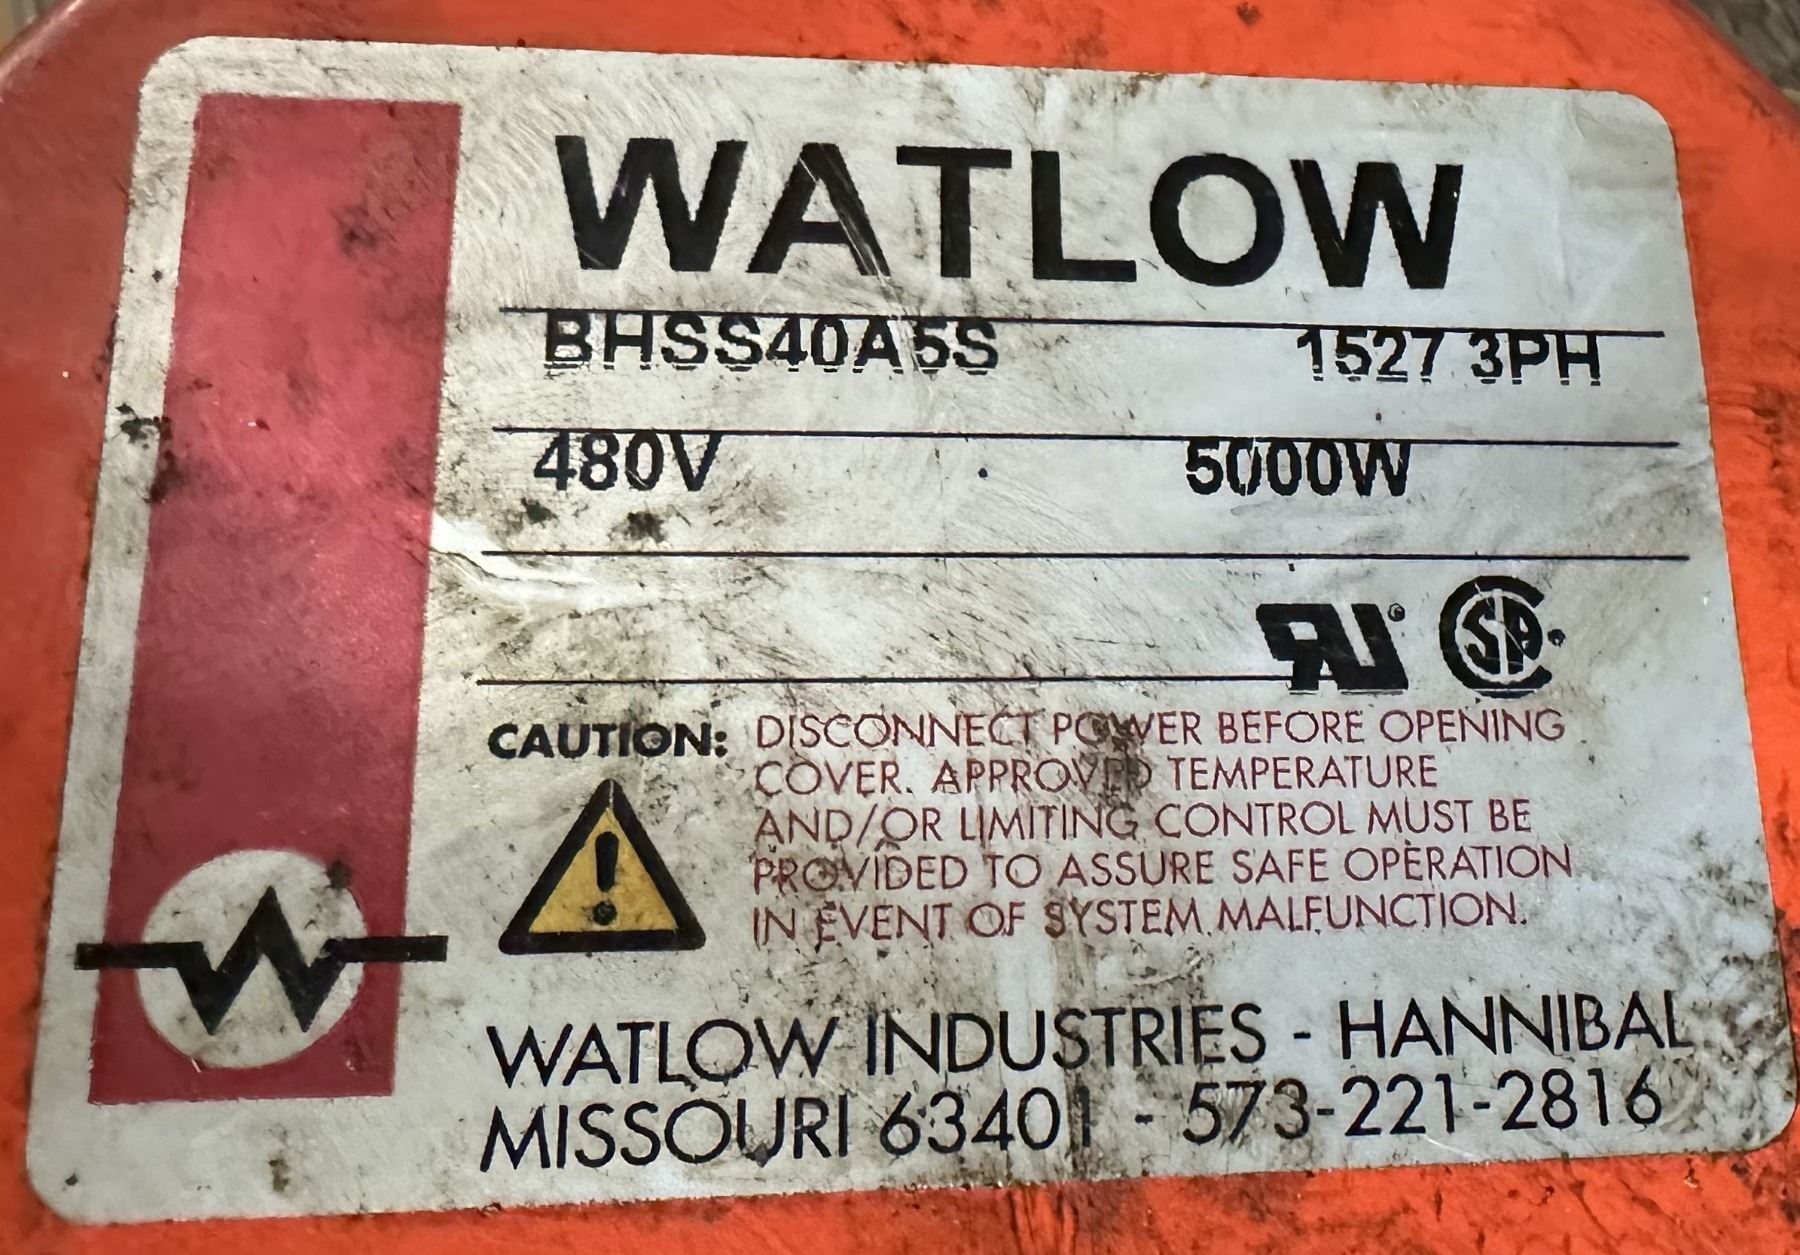 WATLOW
BHSS40A5S 1527 3PH
480V 5000W
CAUTION: DISCONNECT POWER BEFORE OPENING
COVER. APPROVED TEMPERATURE
AND/OR LIMITING CONTROL MUST BE
PROVIDED TO ASSURE SAFE OPERATION
IN EVENT OF SYSTEM MALFUNCTION.
WATLOW INDUSTRIES - HANNIBAL
MISSOURI 63401 - 573-221-2816